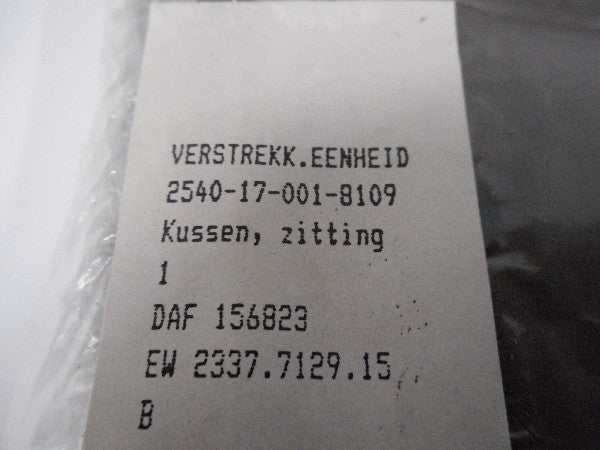 VERSTREKK.EENHEID
2540-17-001-8109
Kussen, zitting
1
DAF 156823
EW 2337.7129.15
B